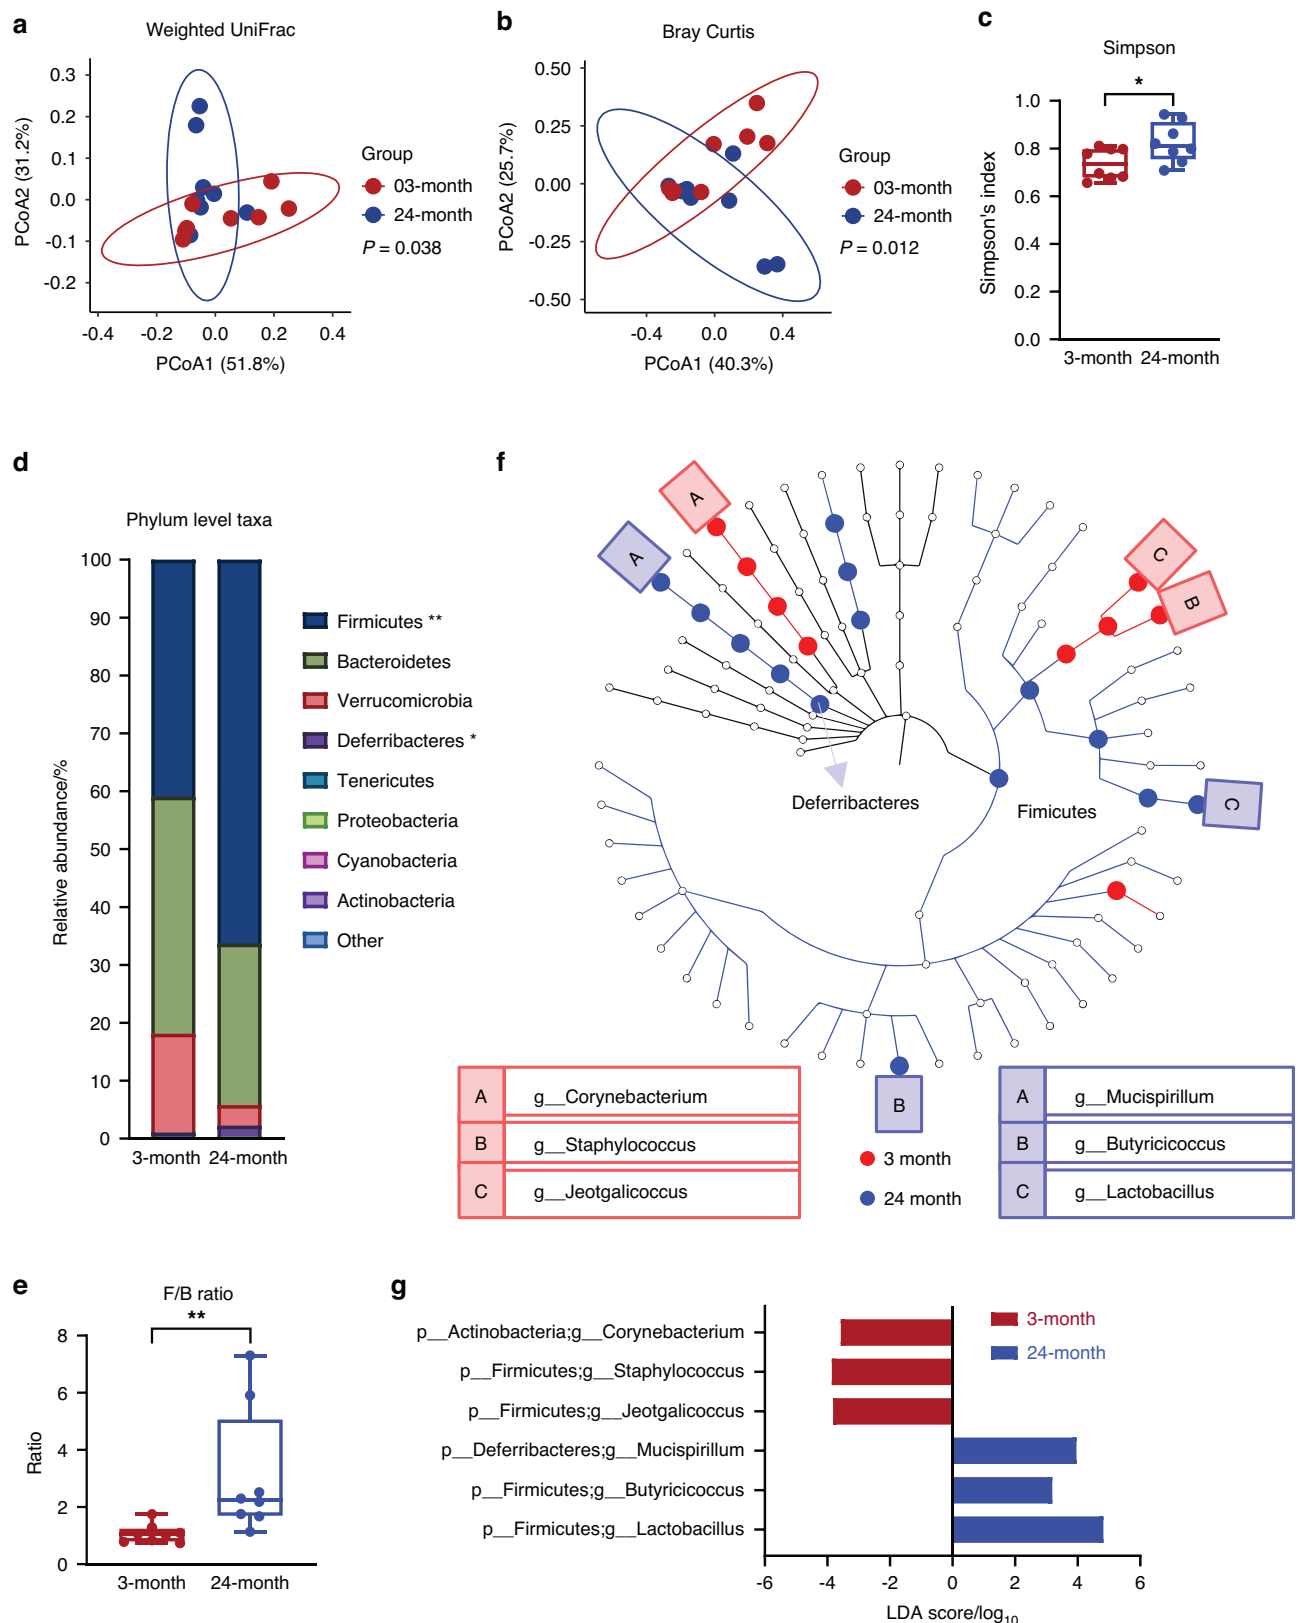 a
Weighted UniFrac
0.3
0.2
0.1
0.0
-0.1
-0.2
PCoA2 (31.2%)
-0.4 -0.2 0.0 0.2 0.4
PCoA1 (51.8%)
Group
03-month
24-month
P = 0.038
b
Bray Curtis
0.50
0.25
0.00
-0.25
-0.50
PCoA2 (25.7%)
-0.4 0.0 0.4
PCoA1 (40.3%)
Group
03-month
24-month
P = 0.012
c
Simpson
*
1.0
0.8
0.6
0.4
0.2
0.0
Simpson's index
3-month 24-month
d
Phylum level taxa
100
90
80
70
60
50
40
30
20
10
0
Relative abundance/%
3-month 24-month
Firmicutes **
Bacteroidetes
Verrucomicrobia
Deferribacteres *
Tenericutes
Proteobacteria
Cyanobacteria
Actinobacteria
Other
f
A
A
C
B
C
B
Deferribacteres
Fimicutes
A g__Corynebacterium
B g__Staphylococcus
C g__Jeotgalicoccus
3 month
24 month
A g__Mucispirillum
B g__Butyricicoccus
C g__Lactobacillus
e
F/B ratio
**
8
6
4
2
0
Ratio
3-month 24-month
g
p__Actinobacteria;g__Corynebacterium
p__Firmicutes;g__Staphylococcus
p__Firmicutes;g__Jeotgalicoccus
p__Deferribacteres;g__Mucispirillum
p__Firmicutes;g__Butyricicoccus
p__Firmicutes;g__Lactobacillus
3-month
24-month
-6 -4 -2 0 2 4 6
LDA score/log10